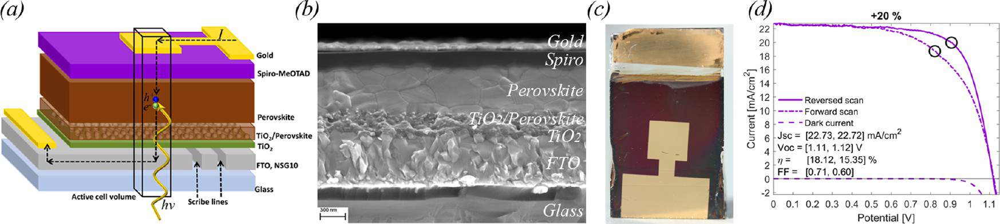 (a)
I
Gold
Spiro-MeOTAD
h
e-
Perovskite
TiO2/Perovskite
TiO2
FTO, NSG10
Glass
Active cell volume
hν
Scribe lines
(b)
Gold
Spiro
Perovskite
TiO2/Perovskite
TiO2
FTO
Glass
300 nm
(c)
(d)
+20 %
Current [mA/cm2]
22
20
18
16
14
12
10
8
6
4
2
0
-2
Reversed scan
Forward scan
Dark current
Jsc = [22.73, 22.72] mA/cm2
Voc = [1.11, 1.12] V
η = [18.12, 15.35] %
FF = [0.71, 0.60]
0 0.1 0.2 0.3 0.4 0.5 0.6 0.7 0.8 0.9 1 1.1
Potential [V]